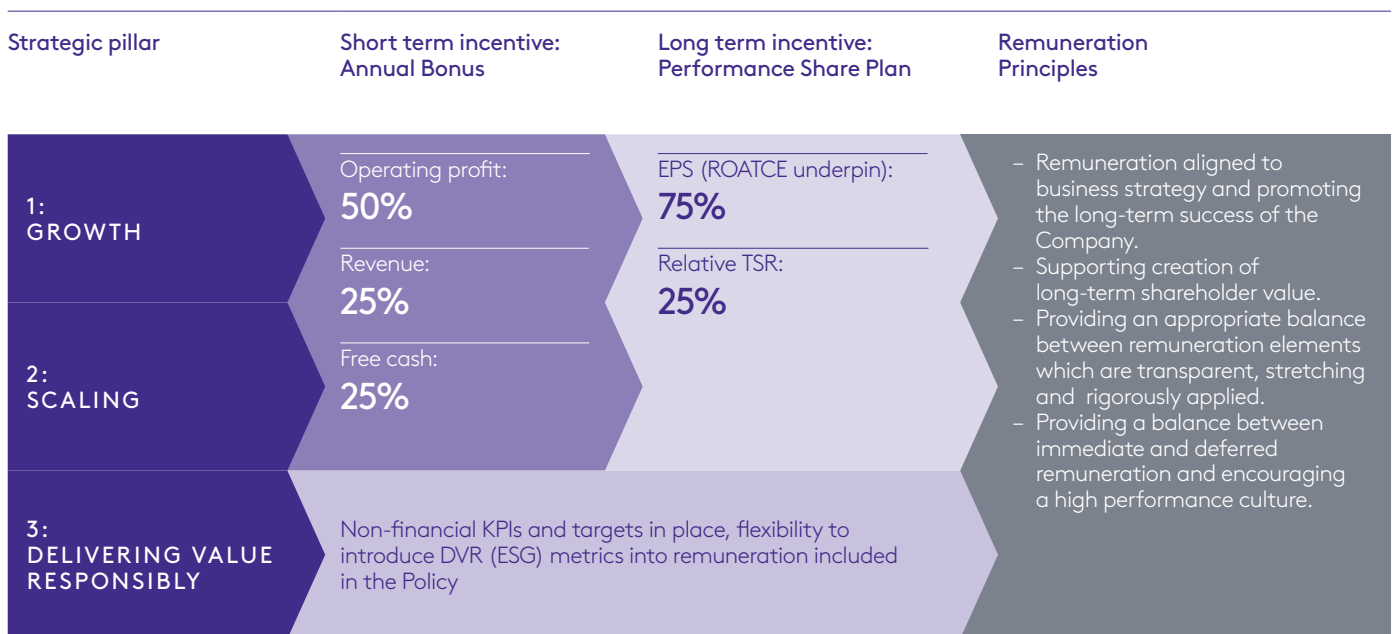 Strategic pillar
Short term incentive:
Annual Bonus
Long term incentive:
Performance Share Plan
Remuneration
Principles
1:
GROWTH
2:
SCALING
3:
DELIVERING VALUE
RESPONSIBLY
Operating profit:
50%
Revenue:
25%
Free cash:
25%
EPS (ROATCE underpin):
75%
Relative TSR:
25%
Non-financial KPIs and targets in place, flexibility to
introduce DVR (ESG) metrics into remuneration included
in the Policy
– Remuneration aligned to
business strategy and promoting
the long-term success of the
Company.
– Supporting creation of
long-term shareholder value.
– Providing an appropriate balance
between remuneration elements
which are transparent, stretching
and rigorously applied.
– Providing a balance between
immediate and deferred
remuneration and encouraging
a high performance culture.